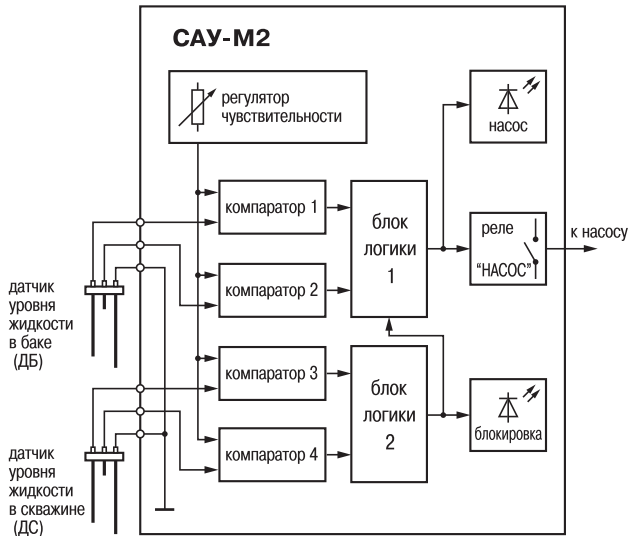 САУ-М2
регулятор
чувствительности
насос
компаратор 1
блок
логики
1
реле
“НАСОС”
к насосу
компаратор 2
датчик
уровня
жидкости
в баке
(ДБ)
компаратор 3
блок
логики
2
блокировка
компаратор 4
датчик
уровня
жидкости
в скважине
(ДС)